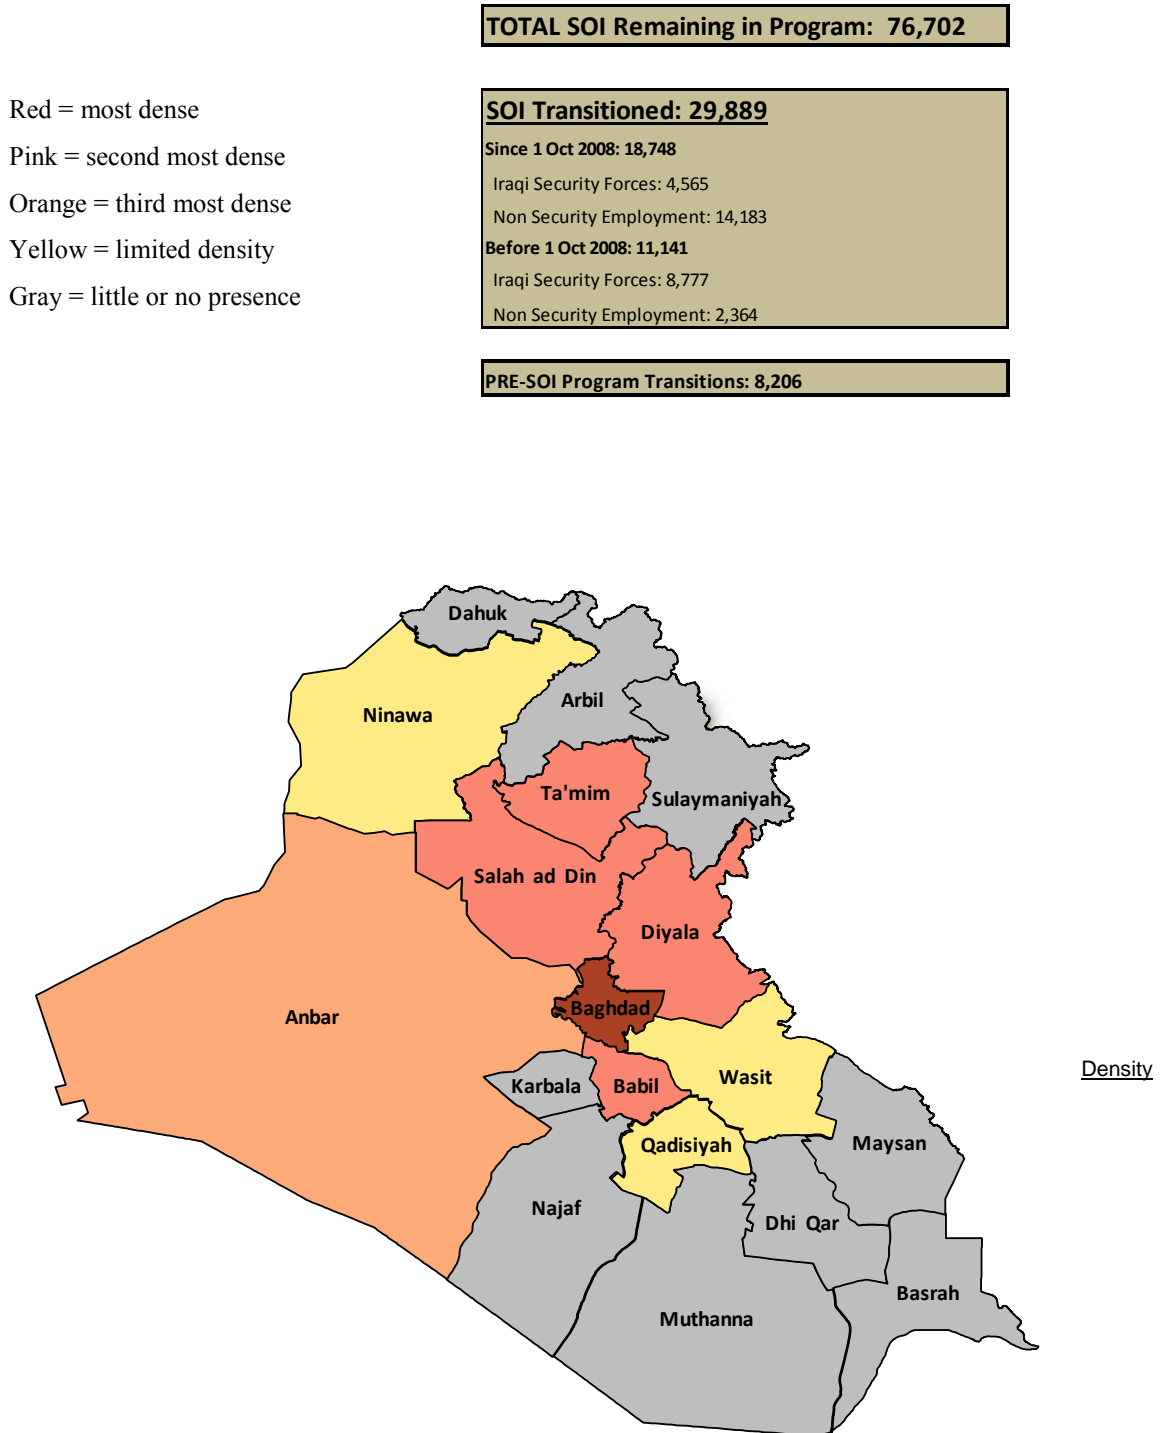 TOTAL SOI Remaining in Program: 76,702
Red = most dense
Pink = second most dense
Orange = third most dense
Yellow = limited density
Gray = little or no presence
SOI Transitioned: 29,889
Since 1 Oct 2008: 18,748
Iraqi Security Forces: 4,565
Non Security Employment: 14,183
Before 1 Oct 2008: 11,141
Iraqi Security Forces: 8,777
Non Security Employment: 2,364
PRE-SOI Program Transitions: 8,206
Dahuk
Arbil
Ninawa
Ta'mim
Sulaymaniyah
Salah ad Din
Diyala
Baghdad
Anbar
Density
Wasit
Karbala
Babil
Qadisiyah
Maysan
Najaf
Dhi Qar
Basrah
Muthanna